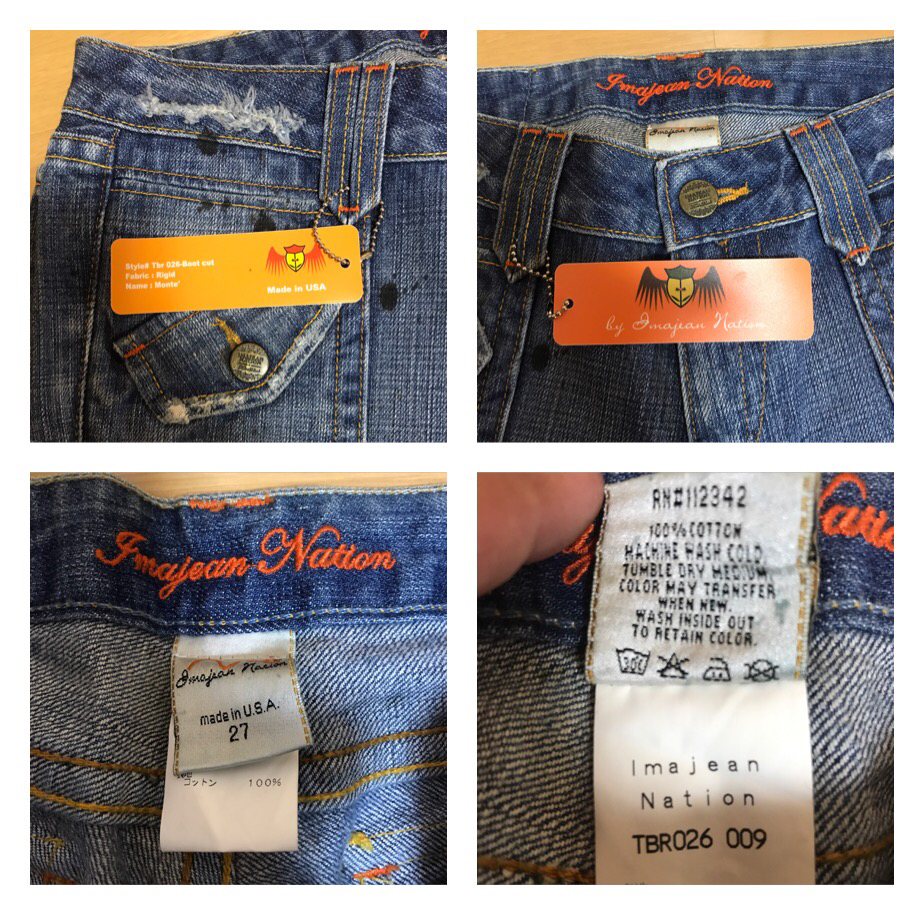 Style# Tbr 026-Boot cut
Fabric : Rigid
Name : Monte'
Made in USA
Imajean Nation
Imajean Nation
by Imajean Nation
Imajean Nation
Imajean Nation
made in U.S.A.
27
コットン 100%
RN#112342
100% COTTON
MACHINE WASH COLD
TUMBLE DRY MEDIUM
COLOR MAY TRANSFER
WHEN NEW.
WASH INSIDE OUT
TO RETAIN COLOR.
30C
Imajean
Nation
TBR026 009